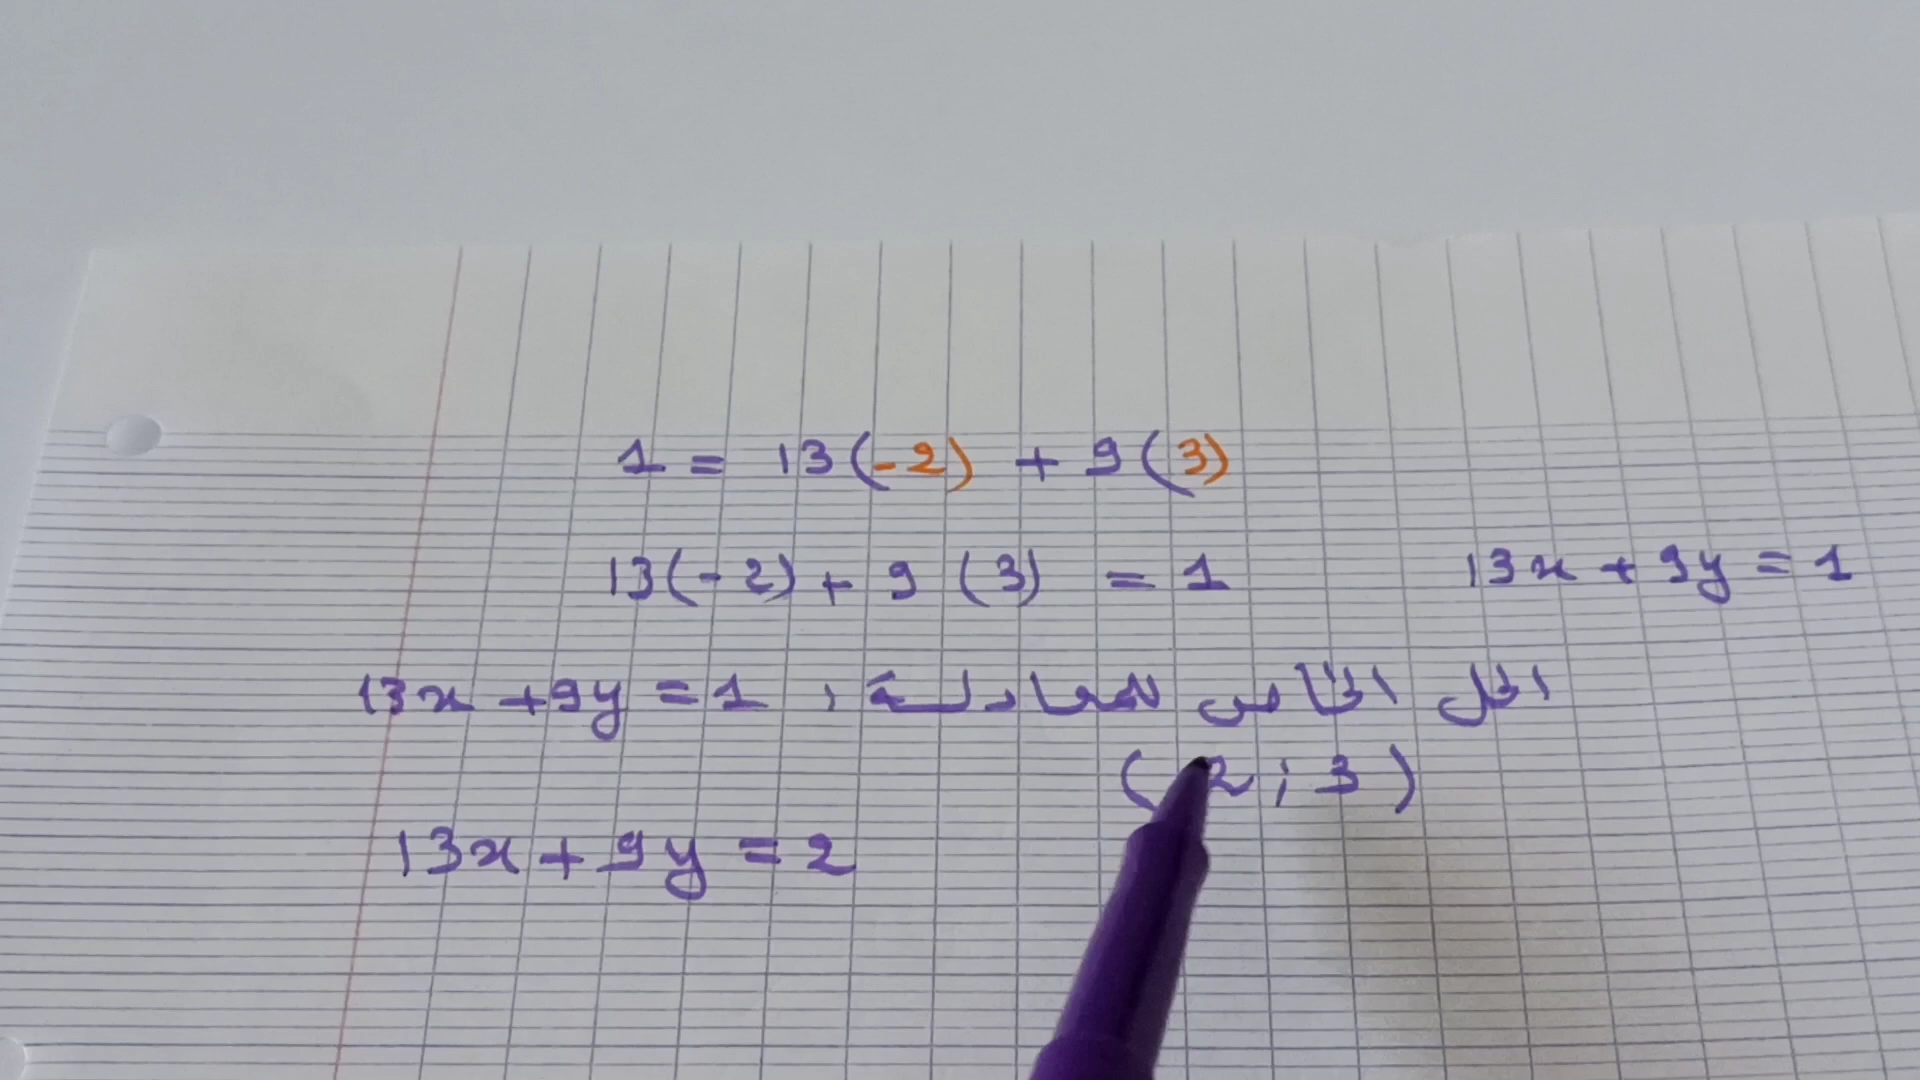 1 = 13(-2) + 9(3)
13(-2) + 9(3) = 1 13x + 9y = 1
الحل الخاص للمعادلة , 13x + 9y = 1
( 2 ; 3 )
13x + 9y = 2